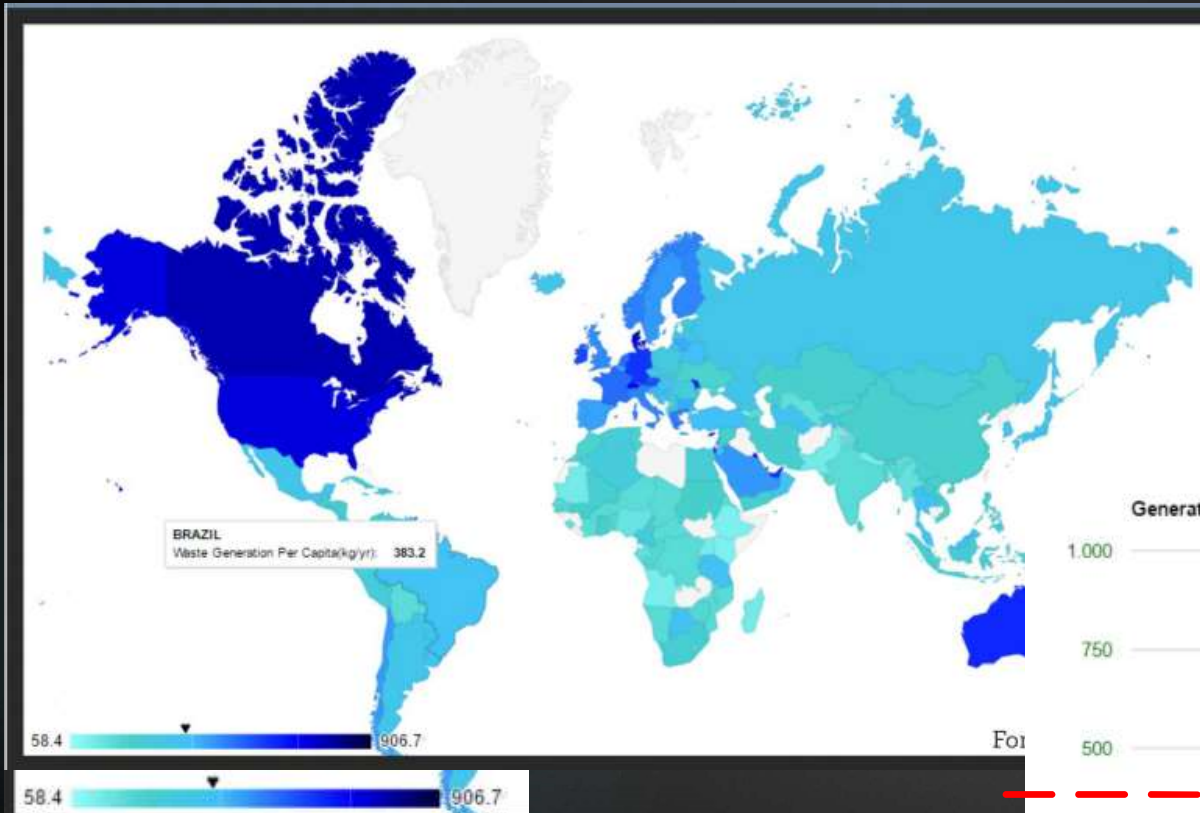 BRAZIL
Waste Generation Per Capita(kg/yr): 383.2
Generat
1.000
750
58.4 906.7
For
500
58.4 906.7